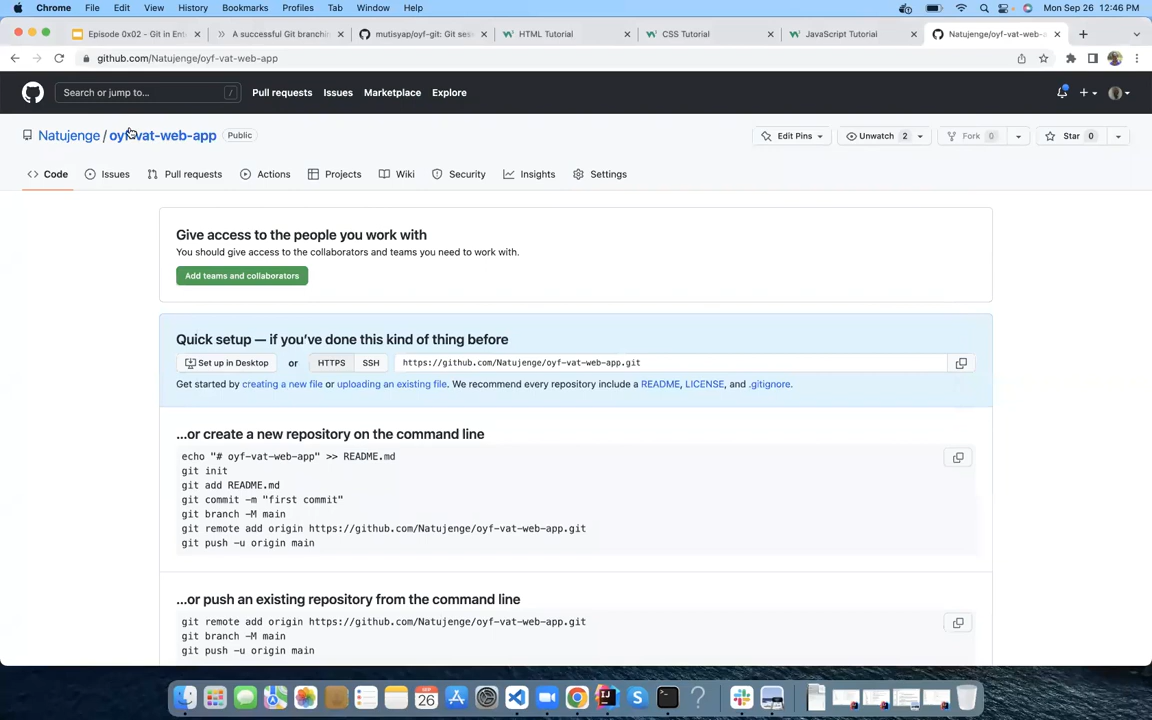 Chrome File Edit View History Bookmarks Profiles Tab Window Help Mon Sep 26 12:46 PM
Episode 0x02 - Git in Ent
A successful Git branchin
mutisyap/oyf-git: Git ses
HTML Tutorial
CSS Tutorial
JavaScript Tutorial
Natujenge/oyf-vat-web-a
github.com/Natujenge/oyf-vat-web-app
Search or jump to... /
Pull requests Issues Marketplace Explore
Natujenge / oyf-vat-web-app Public
Edit Pins Unwatch 2 Fork 0 Star 0
Code Issues Pull requests Actions Projects Wiki Security Insights Settings
Give access to the people you work with
You should give access to the collaborators and teams you need to work with.
Add teams and collaborators
Quick setup — if you've done this kind of thing before
Set up in Desktop or HTTPS SSH https://github.com/Natujenge/oyf-vat-web-app.git
Get started by creating a new file or uploading an existing file. We recommend every repository include a README, LICENSE, and .gitignore.
...or create a new repository on the command line
echo "# oyf-vat-web-app" >> README.md
git init
git add README.md
git commit -m "first commit"
git branch -M main
git remote add origin https://github.com/Natujenge/oyf-vat-web-app.git
git push -u origin main
...or push an existing repository from the command line
git remote add origin https://github.com/Natujenge/oyf-vat-web-app.git
git branch -M main
git push -u origin main
SEP
26